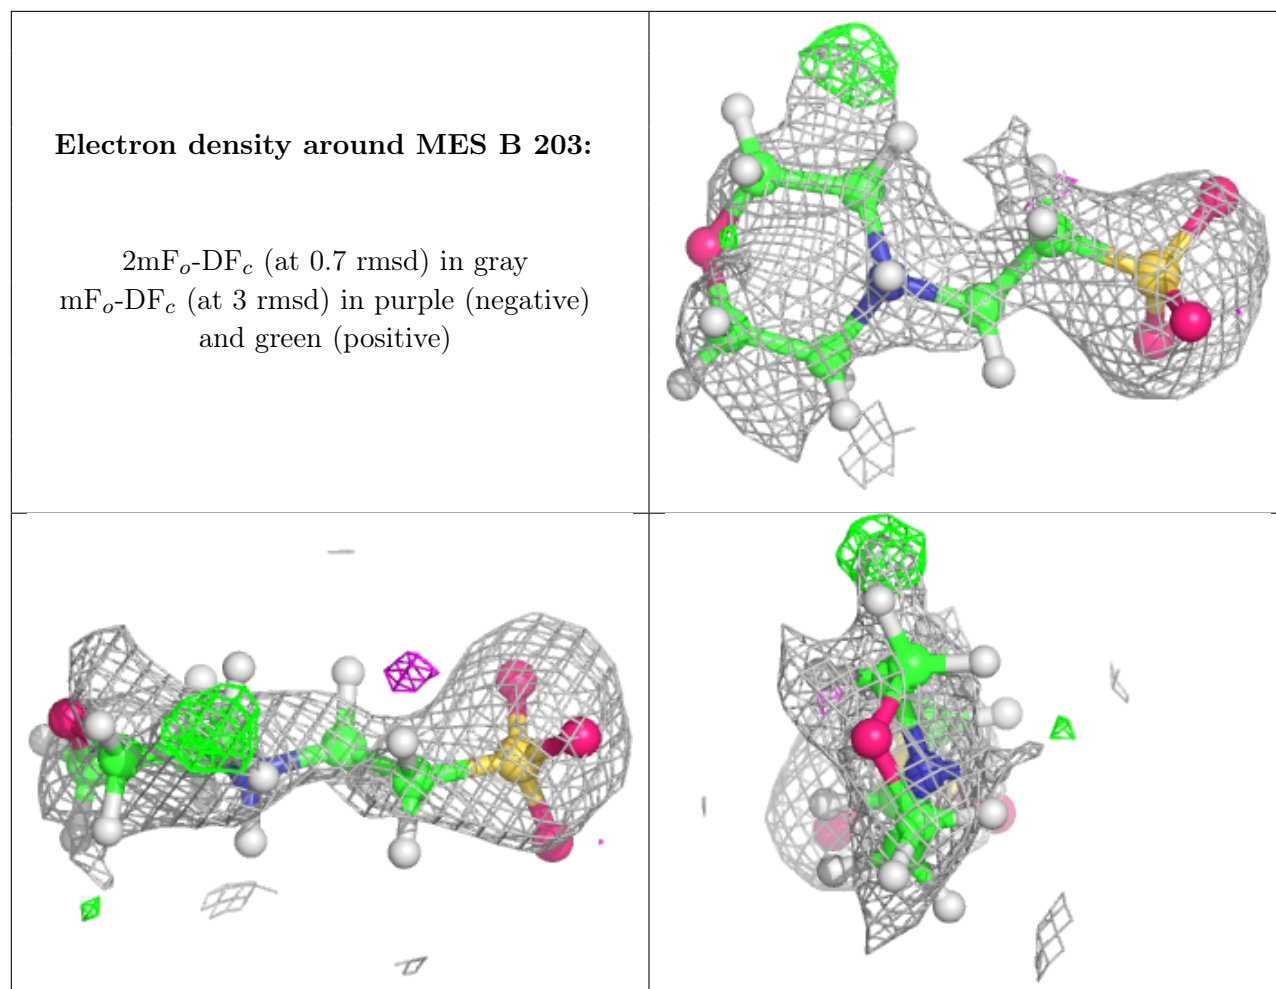 Electron density around MES B 203:
2mFₒ-DF𝒸 (at 0.7 rmsd) in gray
mFₒ-DF𝒸 (at 3 rmsd) in purple (negative)
and green (positive)